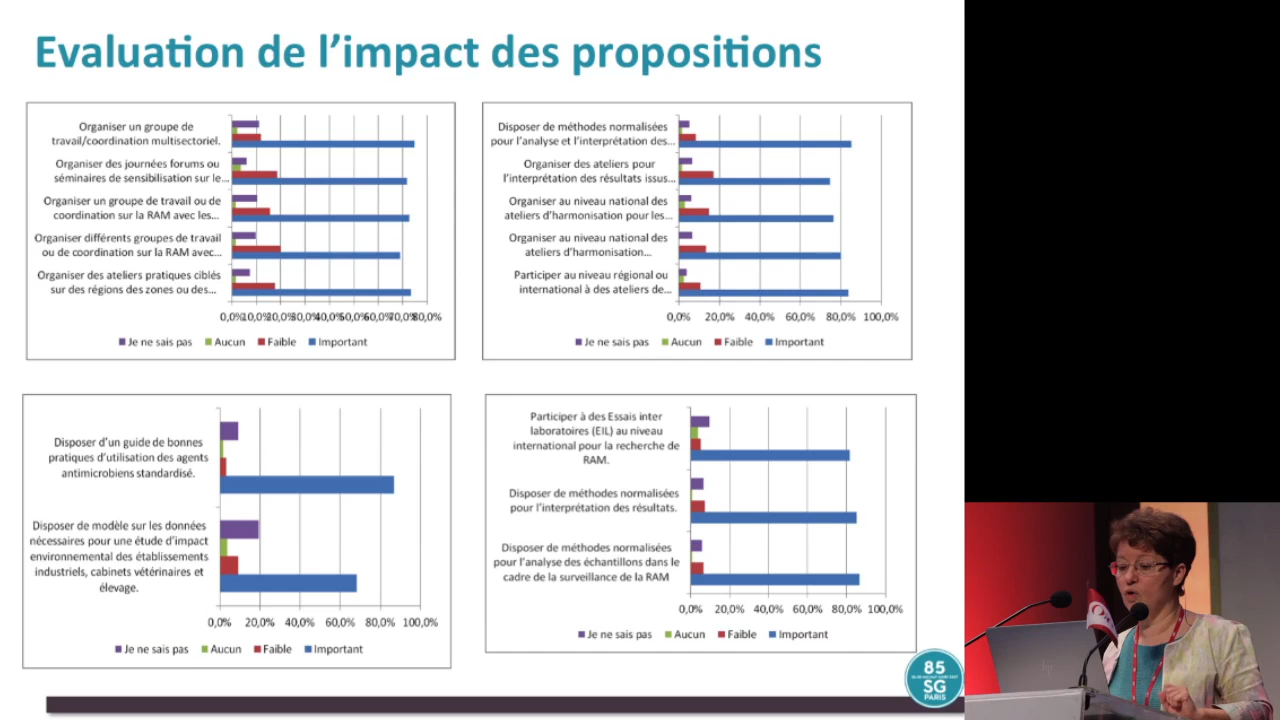 Evaluation de l’impact des propositions
Organiser un groupe de
travail/coordination multisectoriel.
Organiser des journées forums ou
séminaires de sensibilisation sur le...
Organiser un groupe de travail ou de
coordination sur la RAM avec les...
Organiser différents groupes de travail
ou de coordination sur la RAM avec...
Organiser des ateliers pratiques ciblés
sur des régions des zones ou des...
0,0% 10,0% 20,0% 30,0% 40,0% 50,0% 60,0% 70,0% 80,0%
Je ne sais pas Aucun Faible Important
Disposer de méthodes normalisées
pour l’analyse et l’interprétation des...
Organiser des ateliers pour
l’interprétation des résultats issus...
Organiser au niveau national des
ateliers d’harmonisation pour les...
Organiser au niveau national des
ateliers d’harmonisation...
Participer au niveau régional ou
international à des ateliers de...
0,0% 20,0% 40,0% 60,0% 80,0% 100,0%
Je ne sais pas Aucun Faible Important
Disposer d’un guide de bonnes
pratiques d’utilisation des agents
antimicrobiens standardisé.
Disposer de modèle sur les données
nécessaires pour une étude d’impact
environnemental des établissements
industriels, cabinets vétérinaires et
élevage.
0,0% 20,0% 40,0% 60,0% 80,0% 100,0%
Je ne sais pas Aucun Faible Important
Participer à des Essais inter
laboratoires (EIL) au niveau
international pour la recherche de
RAM.
Disposer de méthodes normalisées
pour l’interprétation des résultats.
Disposer de méthodes normalisées
pour l’analyse des échantillons dans le
cadre de la surveillance de la RAM
0,0% 20,0% 40,0% 60,0% 80,0% 100,0%
Je ne sais pas Aucun Faible Important
85
SG
PARIS
hp